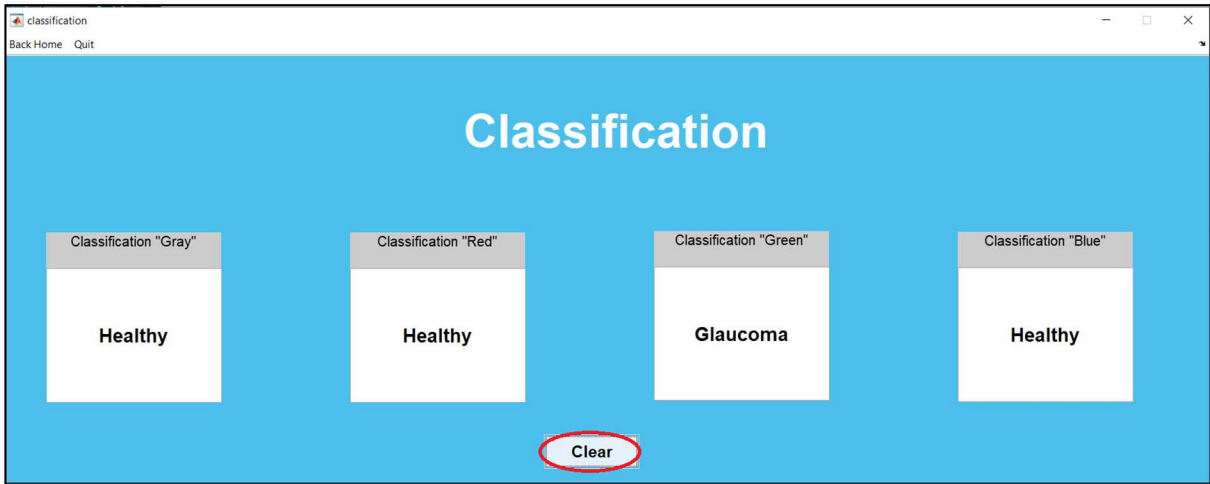 classification
Back Home Quit
Classification
Classification "Gray" Classification "Red" Classification "Green" Classification "Blue"
Healthy Healthy Glaucoma Healthy
Clear